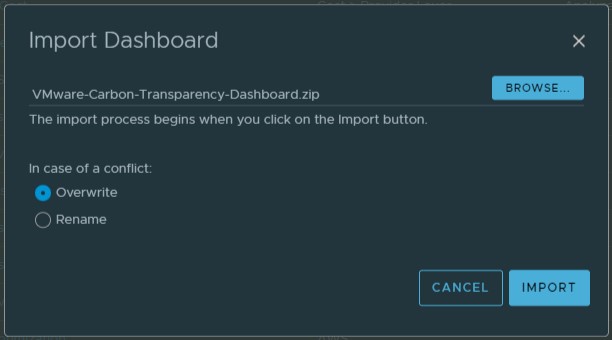 Import Dashboard
VMware-Carbon-Transparency-Dashboard.zip
BROWSE...
The import process begins when you click on the Import button.
In case of a conflict:
Overwrite
Rename
CANCEL
IMPORT